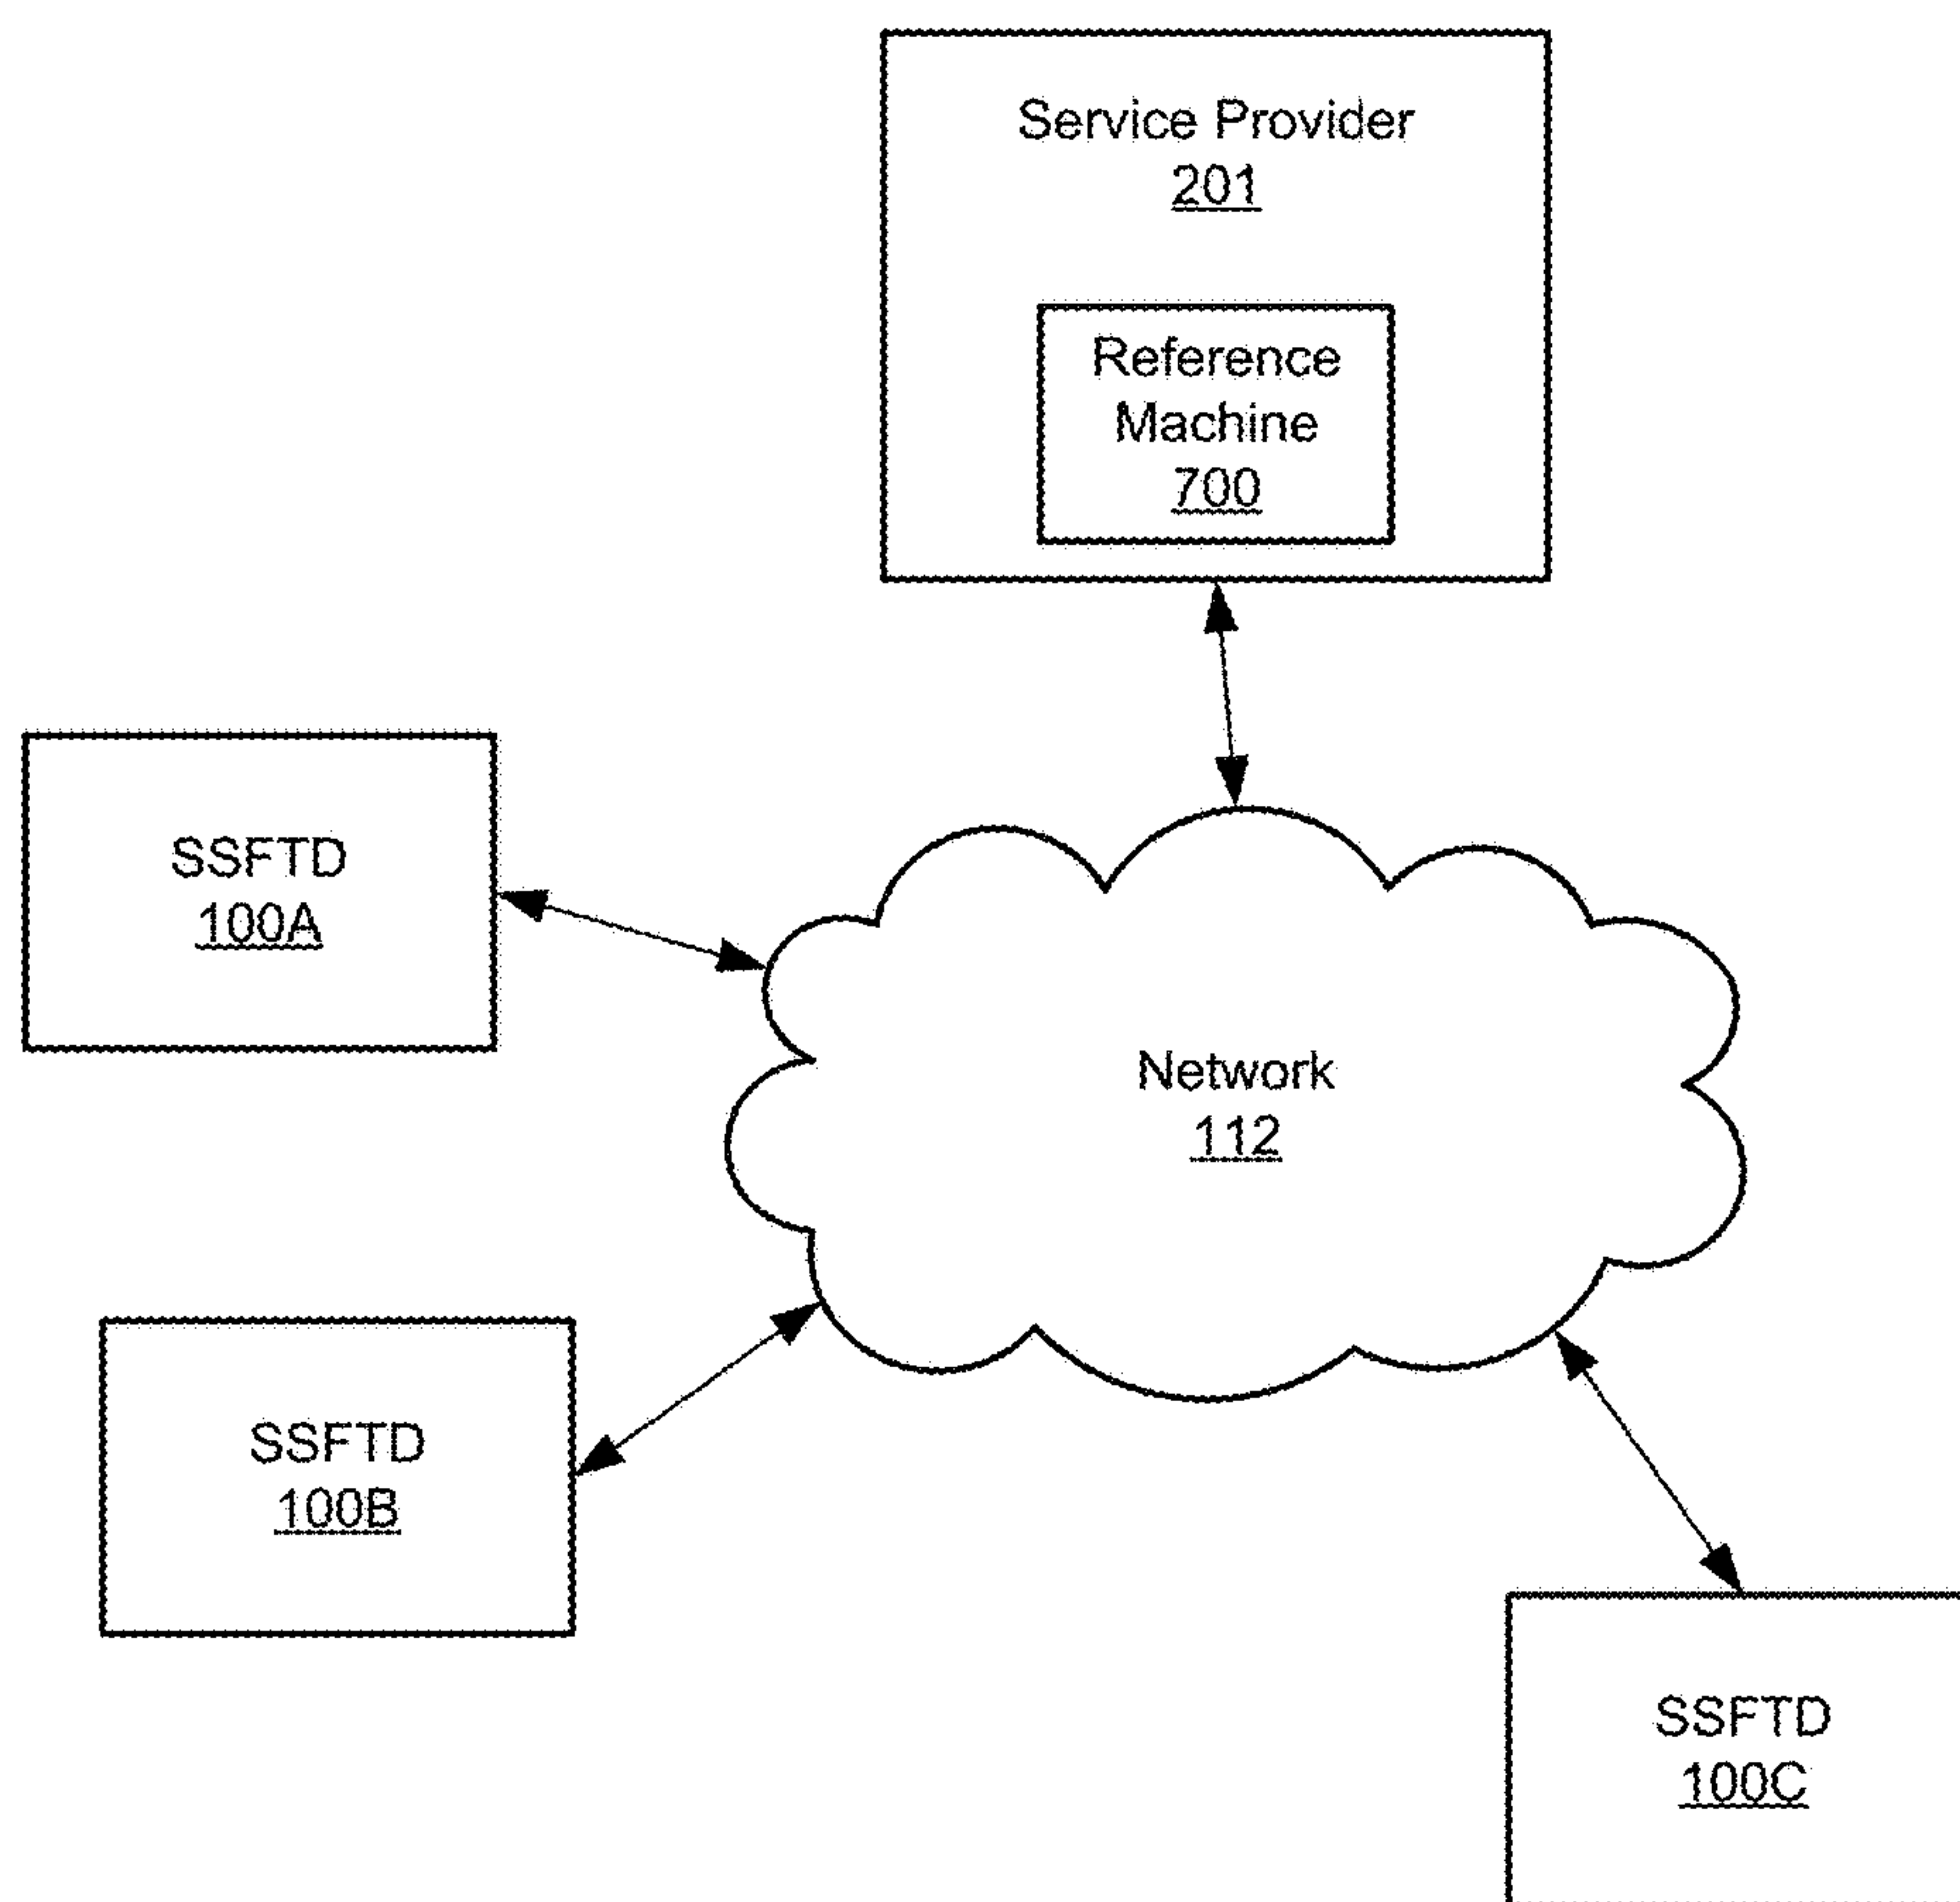 Service Provider
201
Reference
Machine
700
SSFTD
100A
Network
112
SSFTD
100B
SSFTD
100C